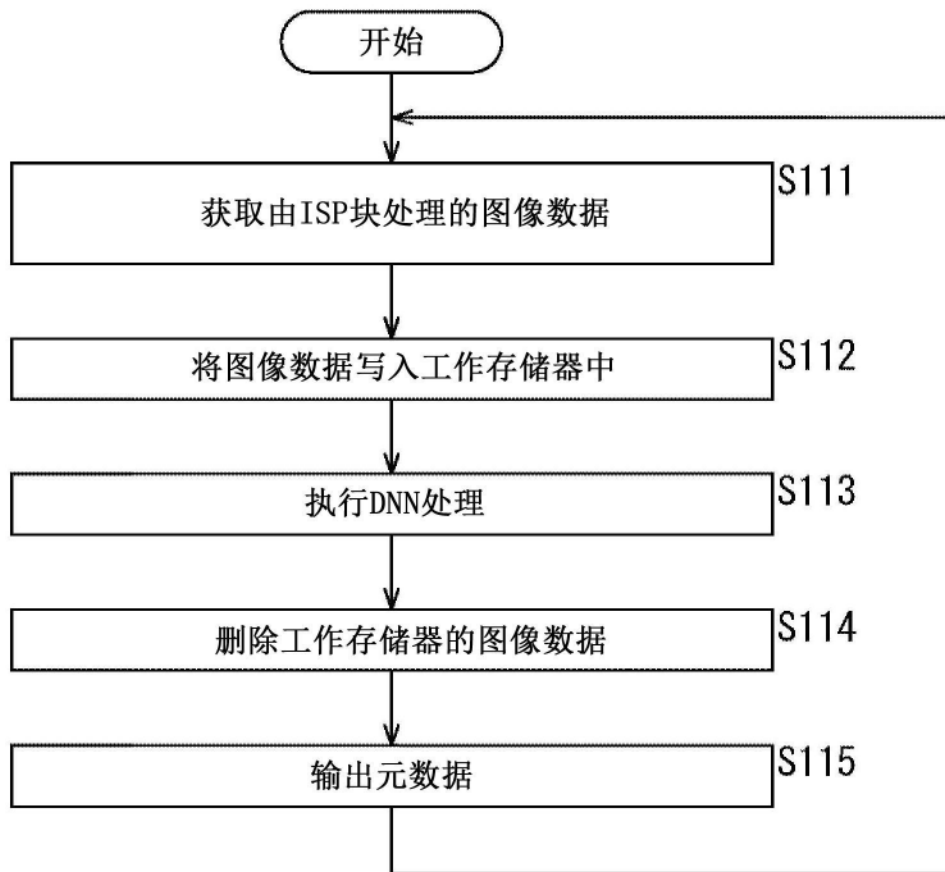 开始
获取由ISP块处理的图像数据
S111
将图像数据写入工作存储器中
S112
执行DNN处理
S113
删除工作存储器的图像数据
S114
输出元数据
S115